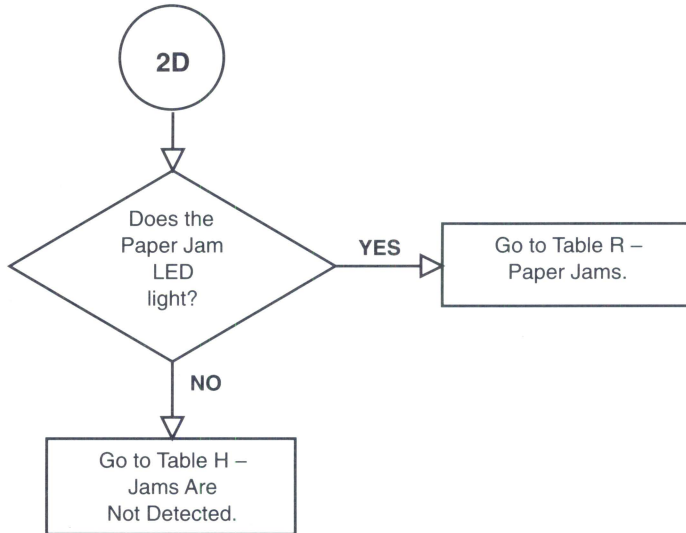 2D
Does the
Paper Jam
LED
light?
YES
Go to Table R –
Paper Jams.
NO
Go to Table H –
Jams Are
Not Detected.